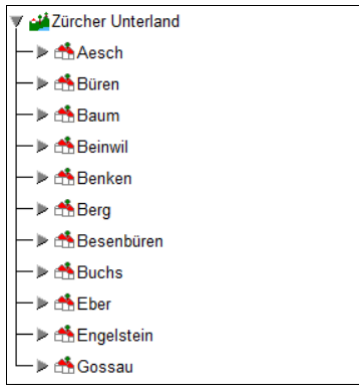 Zürcher Unterland
Aesch
Büren
Baum
Beinwil
Benken
Berg
Besenbüren
Buchs
Eber
Engelstein
Gossau